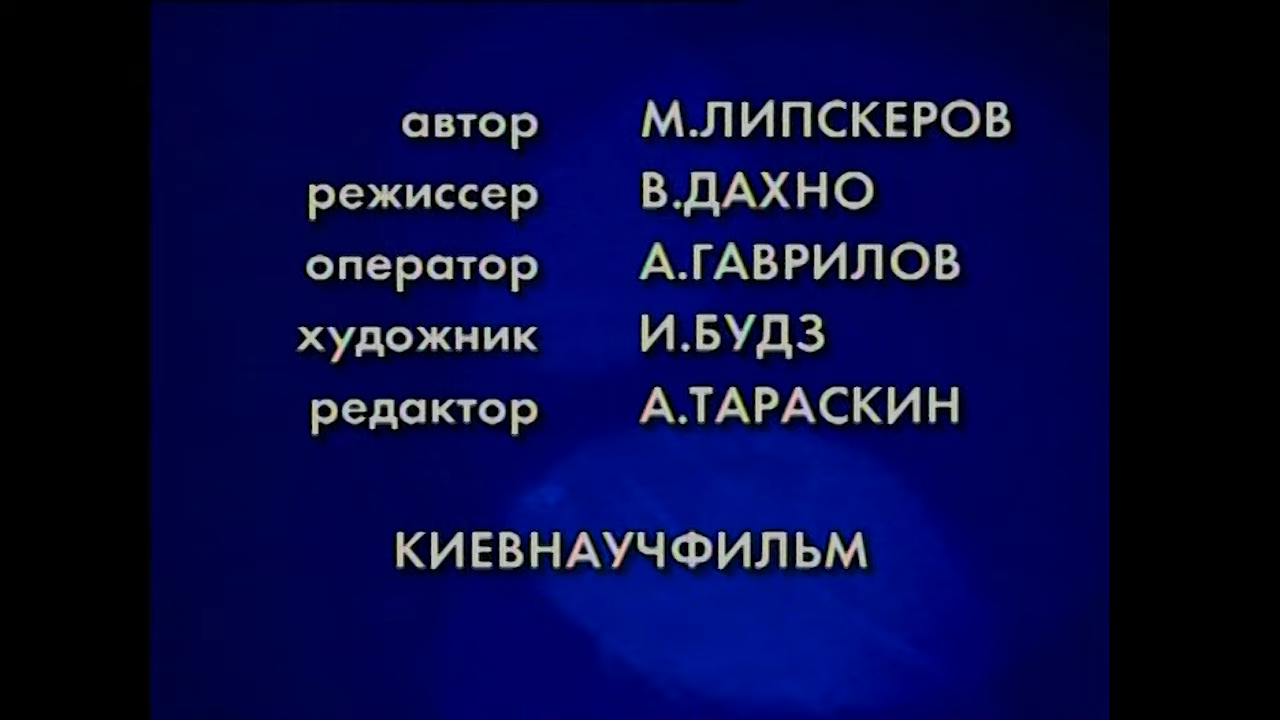 автор М.ЛИПСКЕРОВ
режиссер В.ДАХНО
оператор А.ГАВРИЛОВ
художник И.БУДЗ
редактор А.ТАРАСКИН
КИЕВНАУЧФИЛЬМ